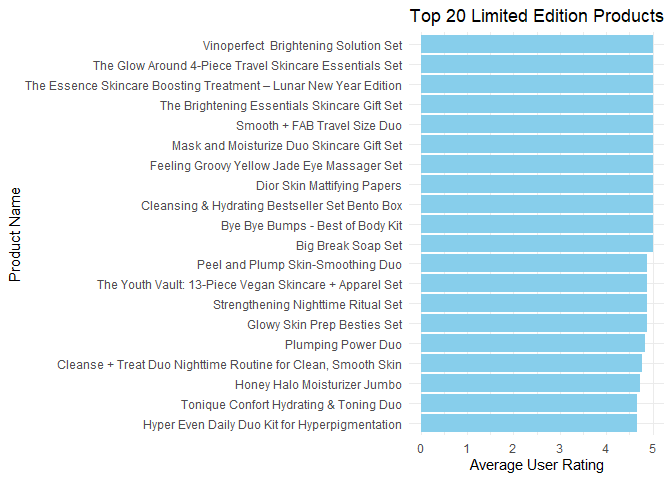 Top 20 Limited Edition Products
Product Name
Vinoperfect  Brightening Solution Set
The Glow Around 4-Piece Travel Skincare Essentials Set
The Essence Skincare Boosting Treatment – Lunar New Year Edition
The Brightening Essentials Skincare Gift Set
Smooth + FAB Travel Size Duo
Mask and Moisturize Duo Skincare Gift Set
Feeling Groovy Yellow Jade Eye Massager Set
Dior Skin Mattifying Papers
Cleansing & Hydrating Bestseller Set Bento Box
Bye Bye Bumps - Best of Body Kit
Big Break Soap Set
Peel and Plump Skin-Smoothing Duo
The Youth Vault: 13-Piece Vegan Skincare + Apparel Set
Strengthening Nighttime Ritual Set
Glowy Skin Prep Besties Set
Plumping Power Duo
Cleanse + Treat Duo Nighttime Routine for Clean, Smooth Skin
Honey Halo Moisturizer Jumbo
Tonique Confort Hydrating & Toning Duo
Hyper Even Daily Duo Kit for Hyperpigmentation
0 1 2 3 4 5
Average User Rating